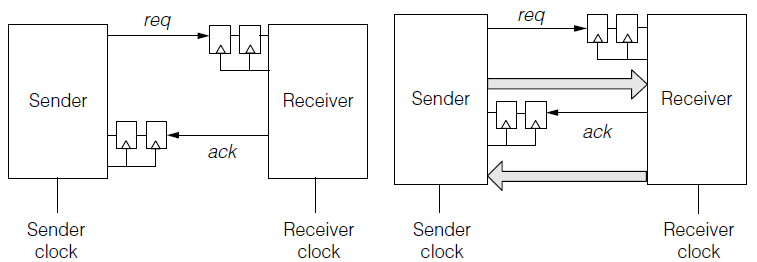 req
Sender
Receiver
ack
Sender
clock
Receiver
clock
req
Sender
Receiver
ack
Sender
clock
Receiver
clock